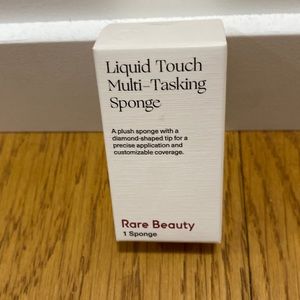 Liquid Touch
Multi-Tasking
Sponge
A plush sponge with a
diamond-shaped tip for a
precise application and
customizable coverage.
Rare Beauty
1 Sponge